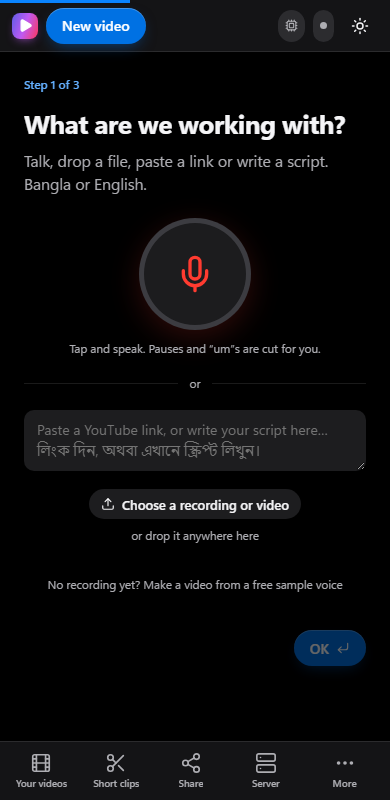 New video
Step 1 of 3
What are we working with?
Talk, drop a file, paste a link or write a script.
Bangla or English.
Tap and speak. Pauses and “um”s are cut for you.
or
Paste a YouTube link, or write your script here…
লিংক দিন, অথবা এখানে স্ক্রিপ্ট লিখুন।
Choose a recording or video
or drop it anywhere here
No recording yet? Make a video from a free sample voice
OK
Your videos
Short clips
Share
Server
More